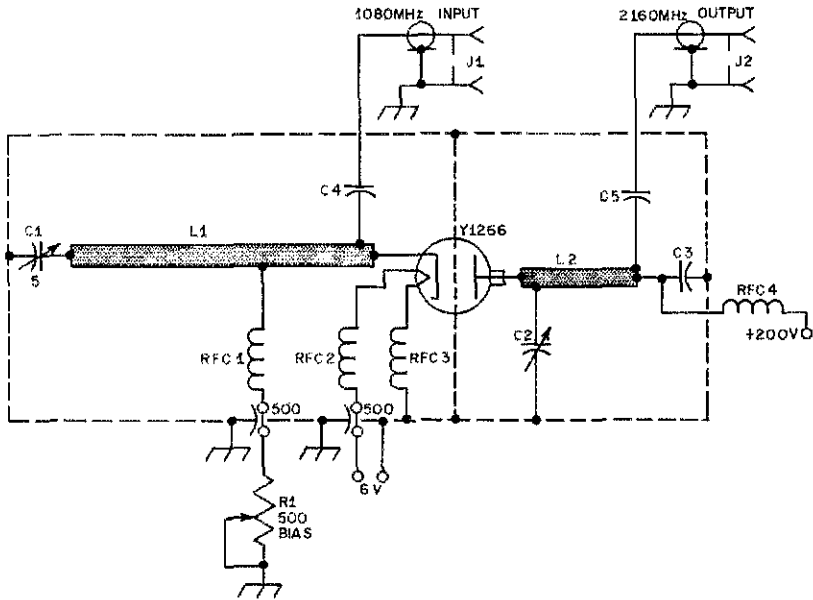 1080MHz INPUT
2160MHz OUTPUT
J1
J2
C4
C5
Y1266
C1
5
L1
L2
C3
RFC4
+200V
C2
RFC1
RFC2
RFC3
500
500
6V
R1
500
BIAS